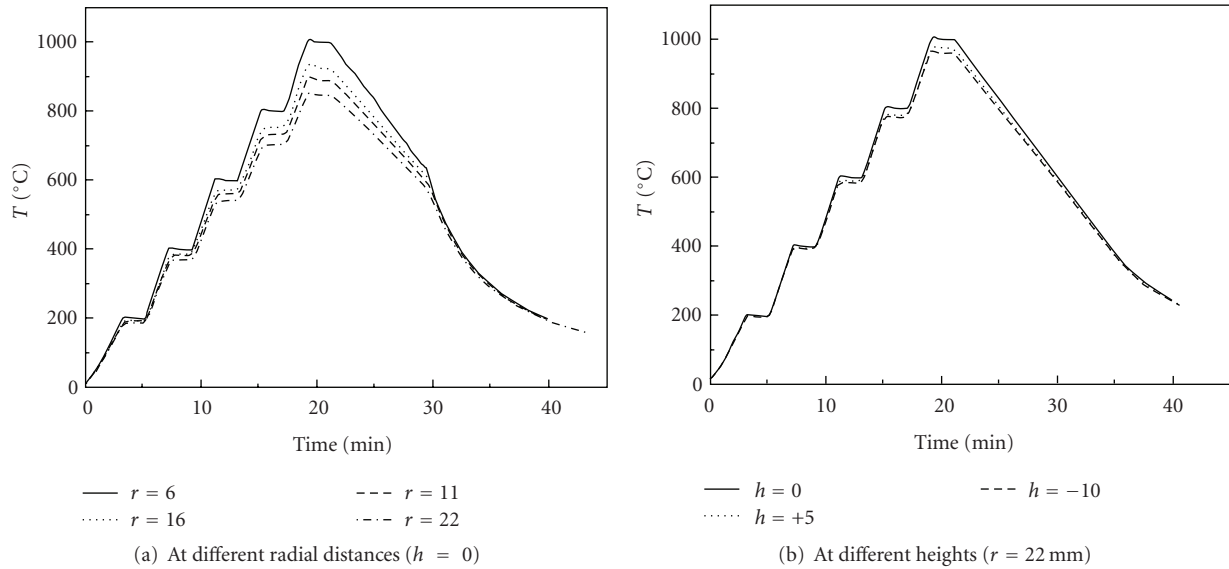 1000
800
600
400
200
0
T (°C)
0
10
20
30
40
Time (min)
r = 6
r = 11
r = 16
r = 22
(a) At different radial distances (h = 0)
1000
800
600
400
200
0
T (°C)
0
10
20
30
40
Time (min)
h = 0
h = −10
h = +5
(b) At different heights (r = 22 mm)